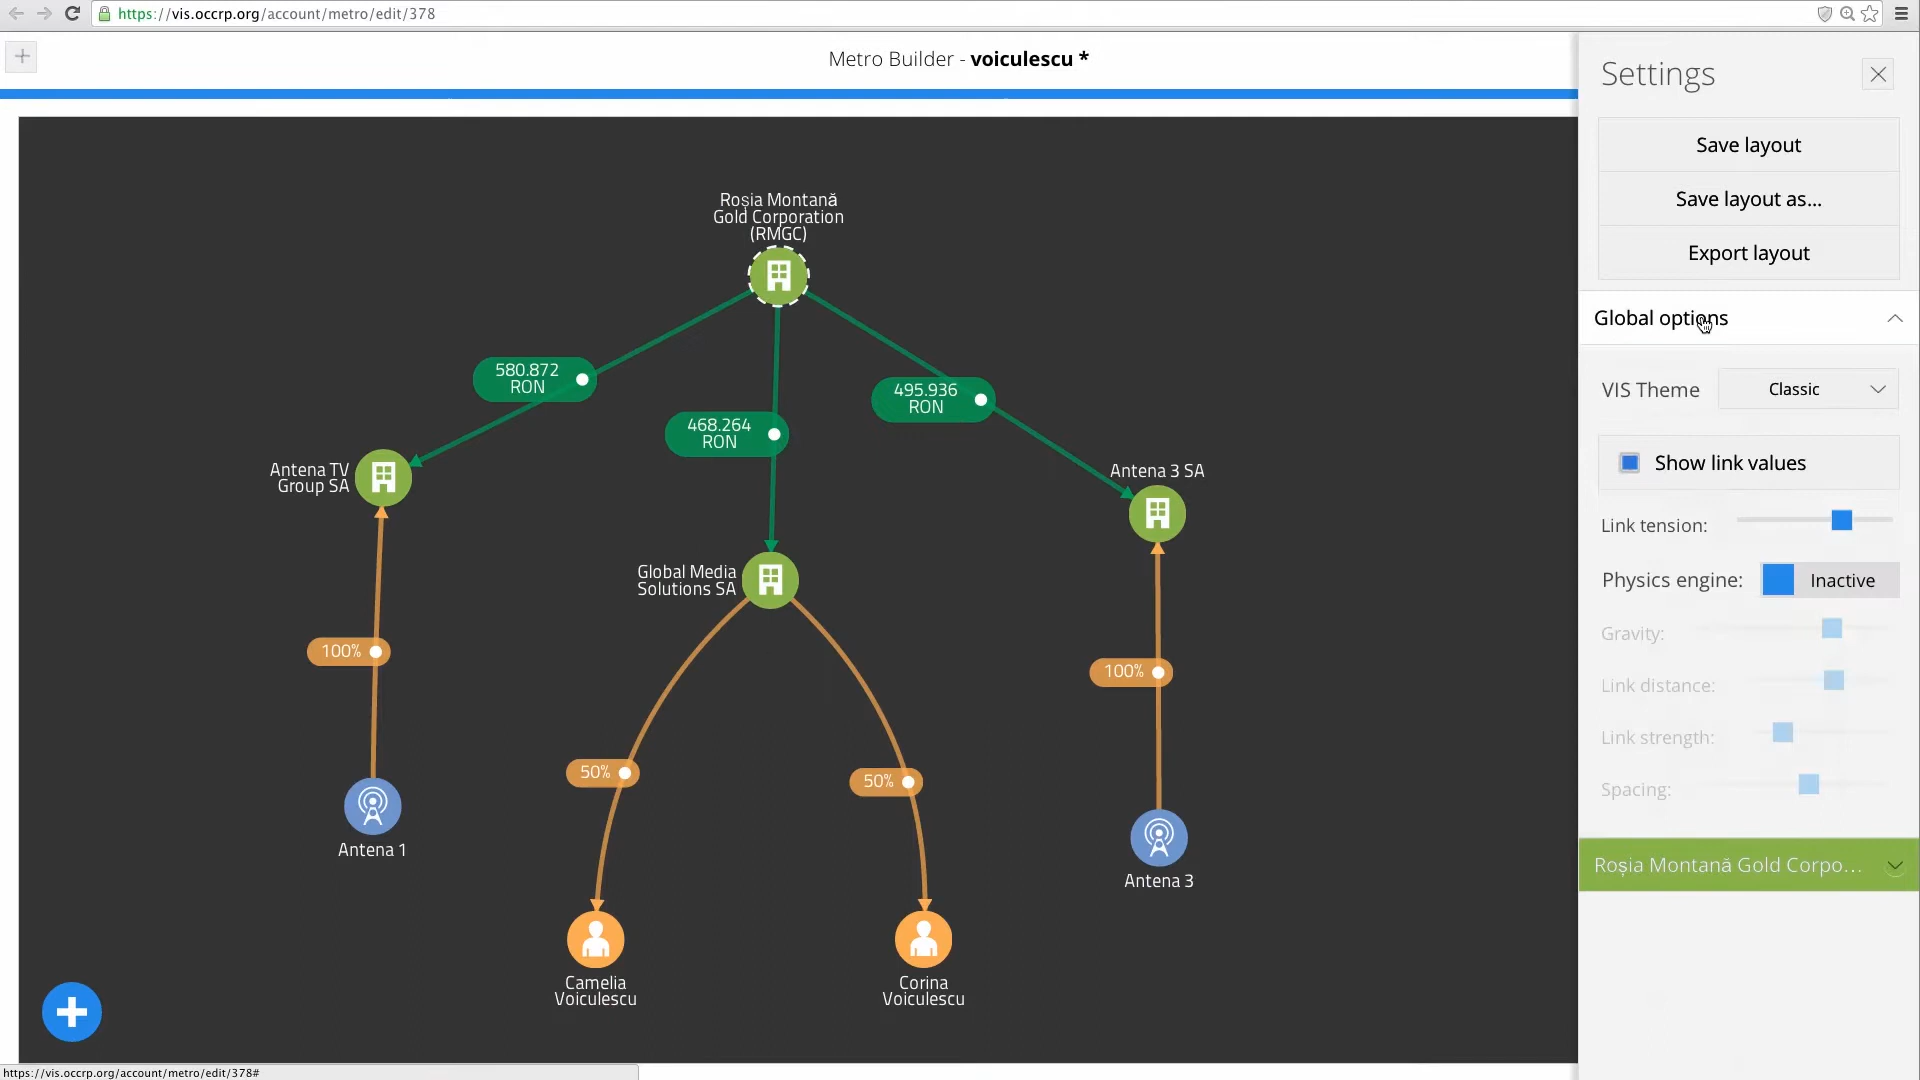 https://vis.occrp.org/account/metro/edit/378
Metro Builder - voiculescu *
Settings
Save layout
Save layout as...
Export layout
Global options
VIS Theme
Classic
Show link values
Link tension:
Physics engine:
Inactive
Gravity:
Link distance:
Link strength:
Spacing:
Roșia Montană Gold Corpo...
Roșia Montană
Gold Corporation
(RMGC)
580.872
RON
468.264
RON
495.936
RON
Antena TV
Group SA
Antena 3 SA
Global Media
Solutions SA
100%
100%
50%
50%
Antena 1
Antena 3
Camelia
Voiculescu
Corina
Voiculescu
https://vis.occrp.org/account/metro/edit/378#